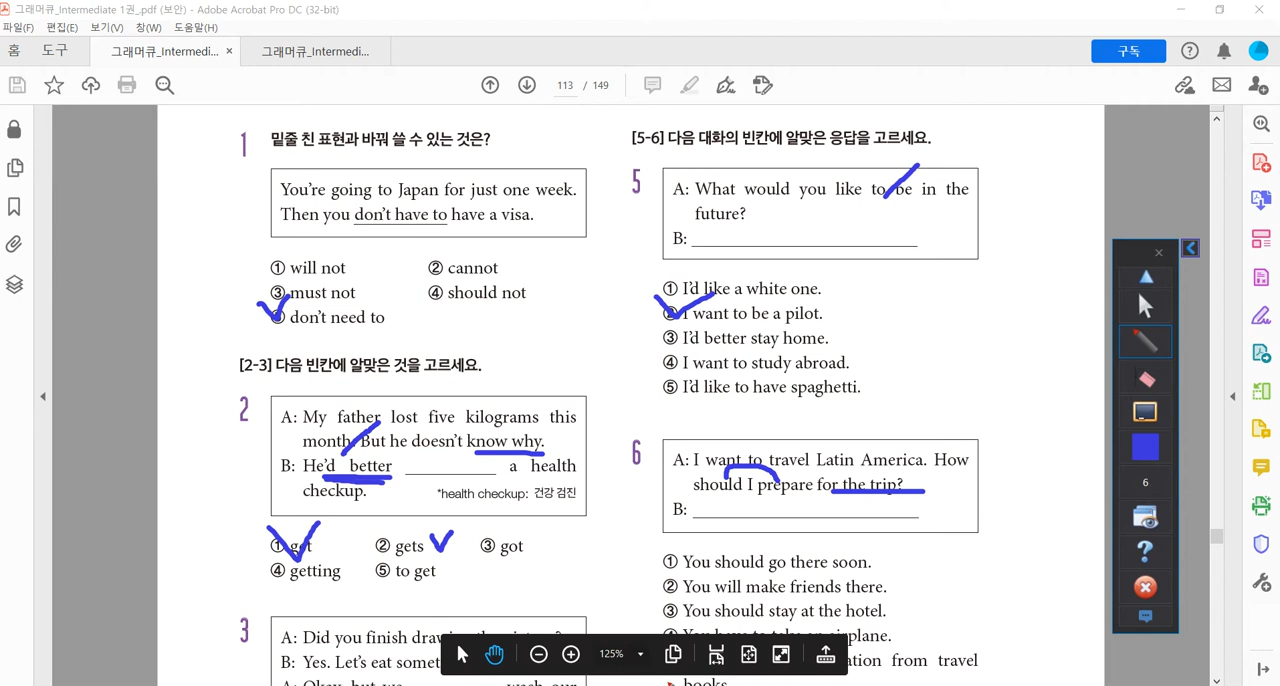 그래머큐_Intermediate 1권_.pdf (보안) - Adobe Acrobat Pro DC (32-bit)
파일(F) 편집(E) 보기(V) 창(W) 도움말(H)
홈 도구 그래머큐_Intermedi... × 그래머큐_Intermedi... 구독
113 / 149
1 밑줄 친 표현과 바꿔 쓸 수 있는 것은?
You're going to Japan for just one week.
Then you don't have to have a visa.
① will not ② cannot
③ must not ④ should not
don't need to
[2-3] 다음 빈칸에 알맞은 것을 고르세요.
2 A: My father lost five kilograms this
month. But he doesn't know why.
B: He'd better __________ a health
checkup. *health checkup: 건강 검진
① get ② gets ③ got
④ getting ⑤ to get
3 A: Did you finish
B: Yes. Let's eat
A: Okay, but we
[5-6] 다음 대화의 빈칸에 알맞은 응답을 고르세요.
5 A: What would you like to be in the
future?
B: __________
① I'd like a white one.
② I want to be a pilot.
③ I'd better stay home.
④ I want to study abroad.
⑤ I'd like to have spaghetti.
6 A: I want to travel Latin America. How
should I prepare for the trip?
B: __________
① You should go there soon.
② You will make friends there.
③ You should stay at the hotel.
from travel
books.
6
125%